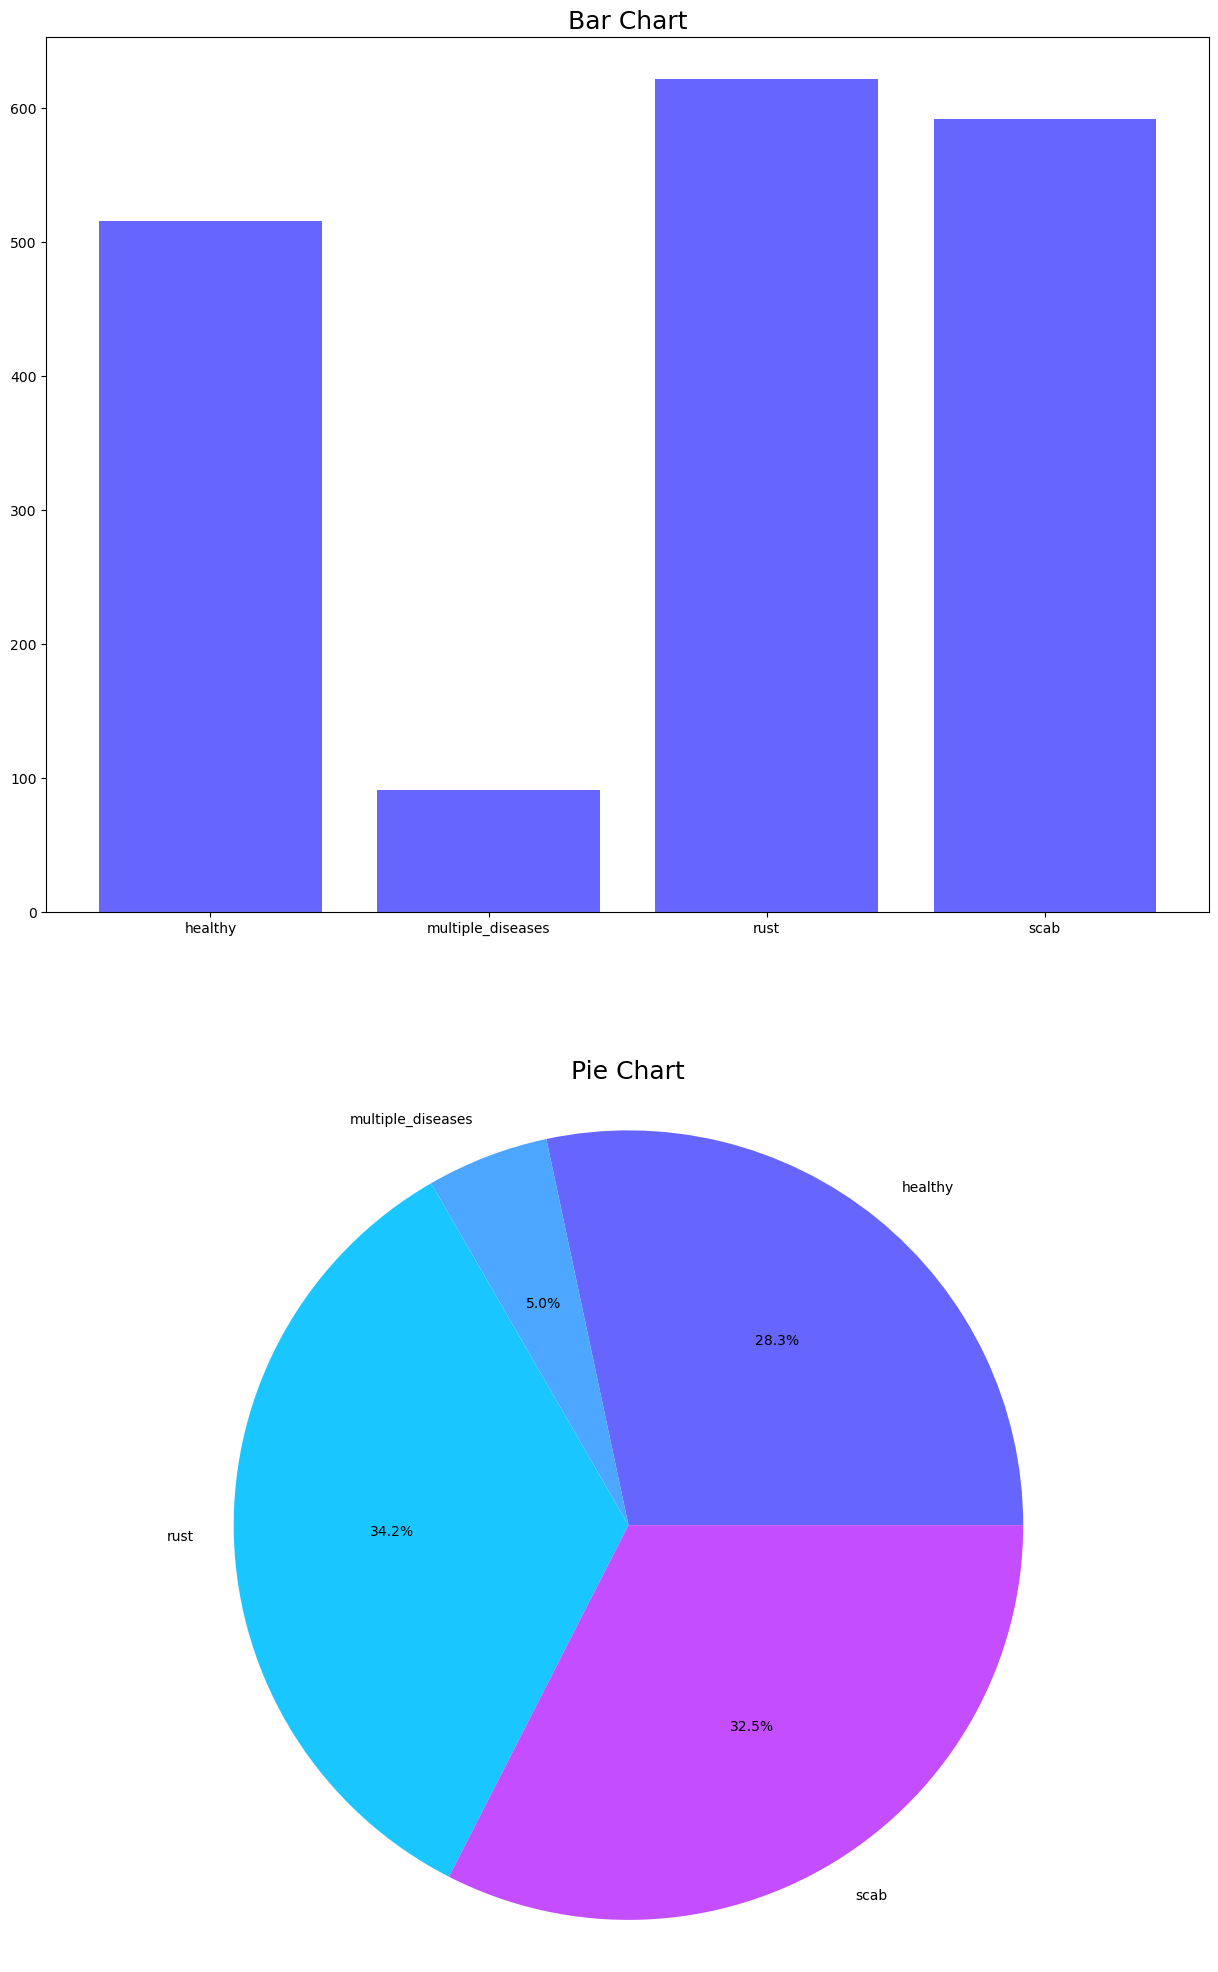 Bar Chart
600
500
400
300
200
100
0
healthy multiple_diseases rust scab
Pie Chart
multiple_diseases
healthy
5.0%
28.3%
rust
34.2%
32.5%
scab